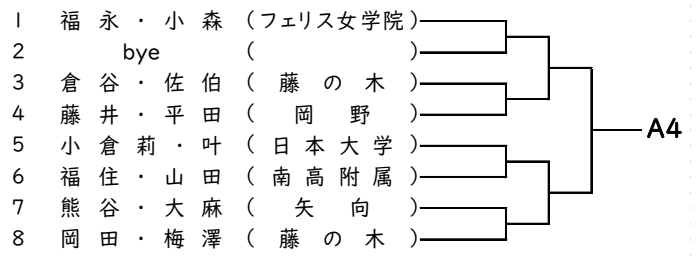 1 福永・小森 (フェリス女学院)
2 bye ( )
3 倉谷・佐伯 (藤の木)
4 藤井・平田 (岡野)
5 小倉莉・叶 (日本大学)
6 福住・山田 (南高附属)
7 熊谷・大麻 (矢向)
8 岡田・梅澤 (藤の木)
A4